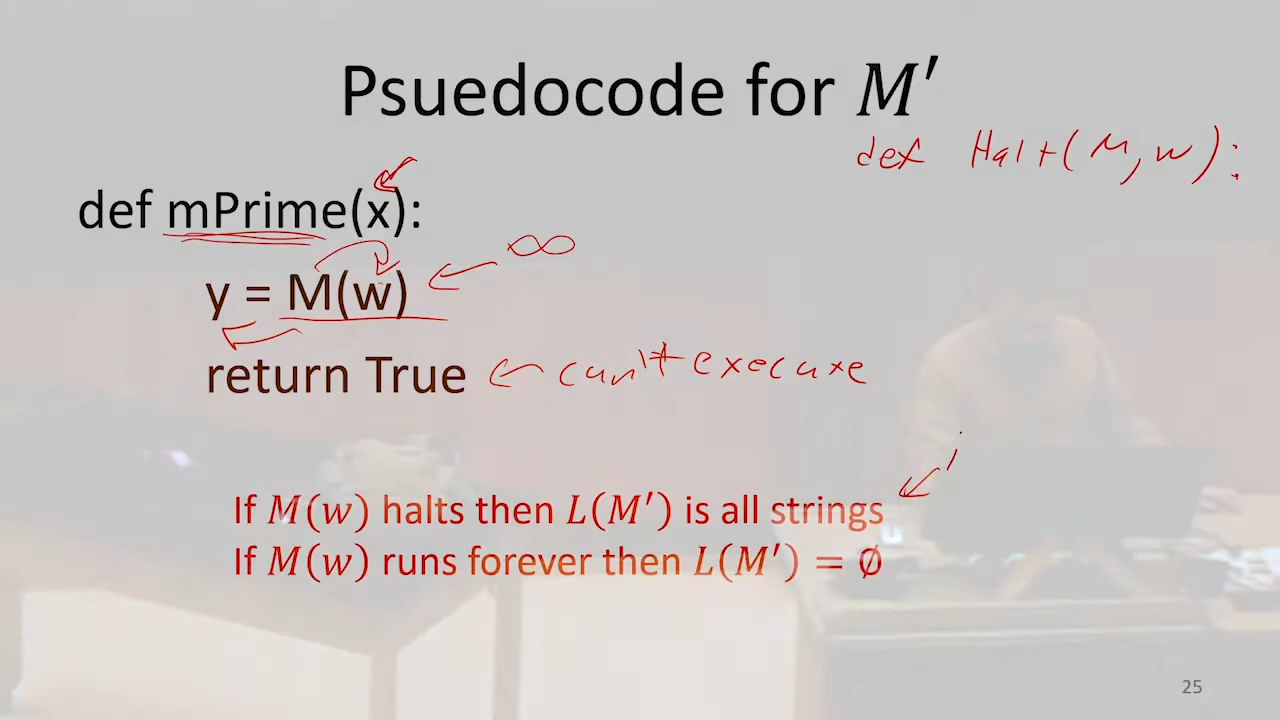 Psuedocode for M′
def Halt(M, w):
def mPrime(x):
∞
y = M(w)
return True
can't execute
If M(w) halts then L(M′) is all strings
If M(w) runs forever then L(M′) = ∅
25